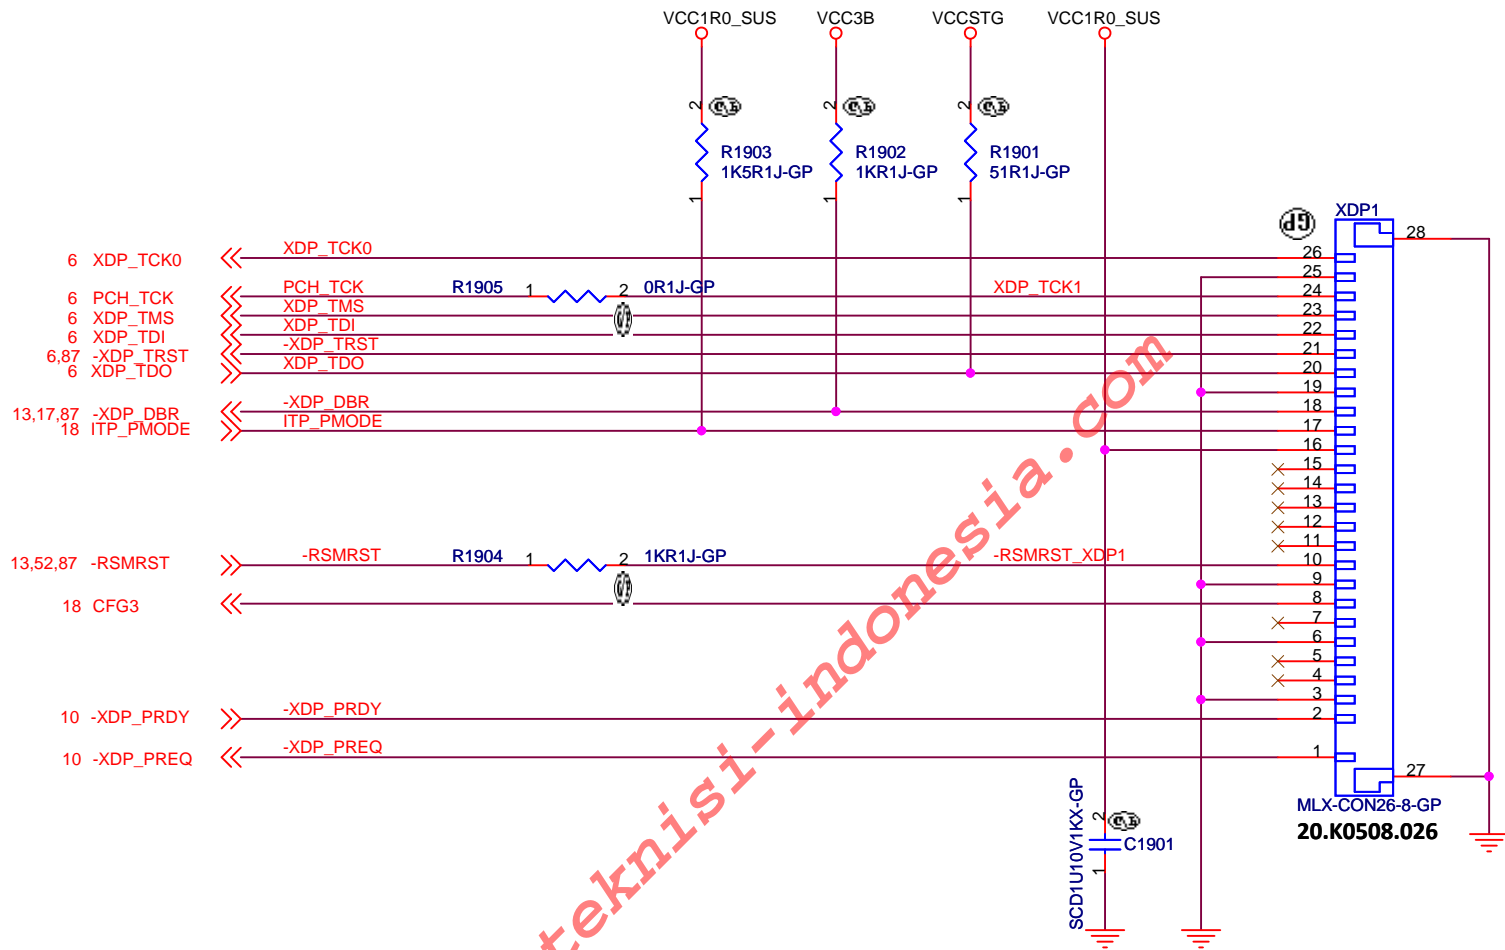 VCC1R0_SUS VCC3B VCCSTG VCC1R0_SUS
2 2 2
R1903 R1902 R1901
1K5R1J-GP 1KR1J-GP 51R1J-GP
1 1 1
XDP1
GP
28
6 XDP_TCK0 XDP_TCK0 26
25
6 PCH_TCK PCH_TCK R1905 1 2 0R1J-GP XDP_TCK1 24
6 XDP_TMS XDP_TMS 23
6 XDP_TDI XDP_TDI 22
6,87 -XDP_TRST -XDP_TRST 21
6 XDP_TDO XDP_TDO 20
19
13,17,87 -XDP_DBR -XDP_DBR 18
18 ITP_PMODE ITP_PMODE 17
16
15
14
13
12
11
13,52,87 -RSMRST -RSMRST R1904 1 2 1KR1J-GP -RSMRST_XDP1 10
9
18 CFG3 8
7
6
5
4
3
10 -XDP_PRDY -XDP_PRDY 2
10 -XDP_PREQ -XDP_PREQ 1
27
MLX-CON26-8-GP
20.K0508.026
SCD1U10V1KX-GP
2
C1901
1
teknisi-indonesia.com